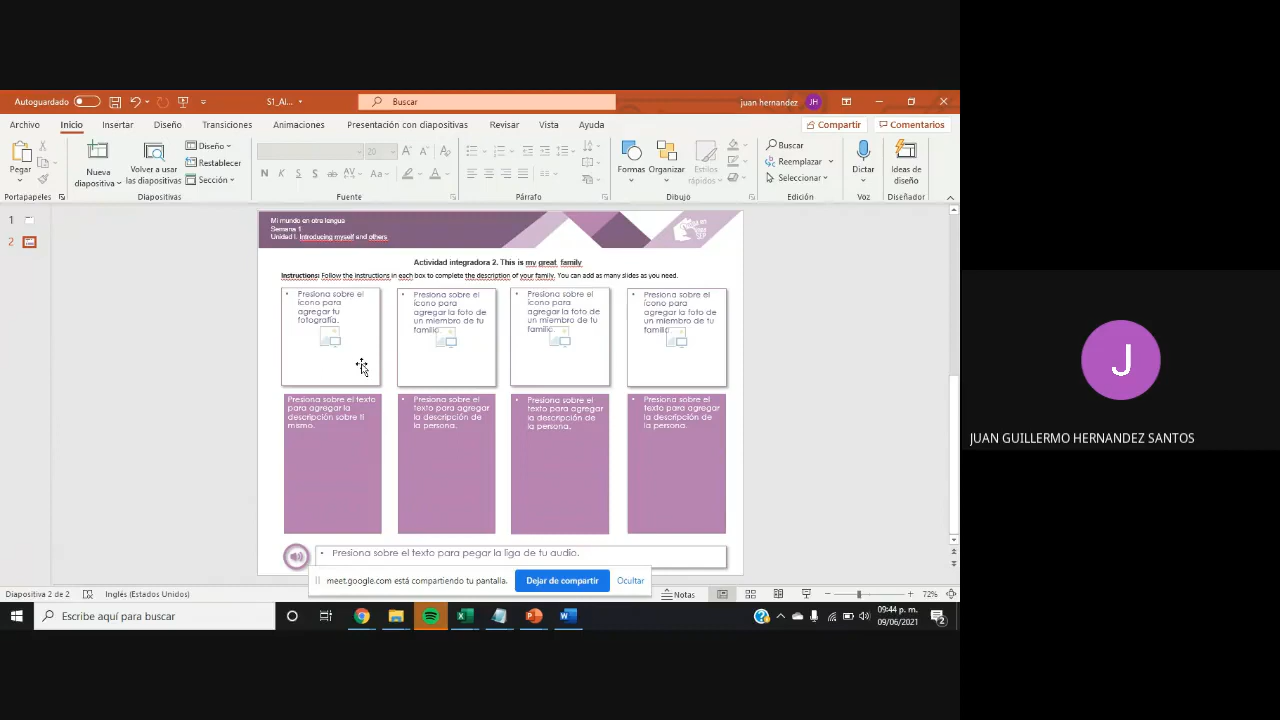 Autoguardado
S1_Al...
Buscar
juan hernandez
JH
Archivo
Inicio
Insertar
Diseño
Transiciones
Animaciones
Presentación con diapositivas
Revisar
Vista
Ayuda
Compartir
Comentarios
Pegar
Nueva diapositiva
Volver a usar las diapositivas
Diseño
Restablecer
Sección
20
N K S S ab AV Aa
Formas
Organizar
Estilos rápidos
Buscar
Reemplazar
Seleccionar
Dictar
Ideas de diseño
Portapapeles
Diapositivas
Fuente
Párrafo
Dibujo
Edición
Voz
Diseñador
1
2
Mi mundo en otra lengua
Semana 1
Unidad I. Introducing myself and others
Actividad integradora 2. This is my great family
Instructions: Follow the instructions in each box to complete the description of your family. You can add as many slides as you need.
• Presiona sobre el
ícono para
agregar tu
fotografía.
• Presiona sobre el
ícono para
agregar la foto de
un miembro de tu
familia.
• Presiona sobre el
ícono para
agregar la foto de
un miembro de tu
familia.
• Presiona sobre el
ícono para
agregar la foto de
un miembro de tu
familia.
Presiona sobre el texto
para agregar la
descripción sobre ti
mismo.
• Presiona sobre el
texto para agregar
la descripción de
la persona.
• Presiona sobre el
texto para agregar
la descripción de
la persona.
• Presiona sobre el
texto para agregar
la descripción de
la persona.
• Presiona sobre el texto para pegar la liga de tu audio.
meet.google.com está compartiendo tu pantalla.
Dejar de compartir
Ocultar
Diapositiva 2 de 2
Inglés (Estados Unidos)
Notas
72%
Escribe aquí para buscar
09:44 p. m.
09/06/2021
2
J
JUAN GUILLERMO HERNANDEZ SANTOS